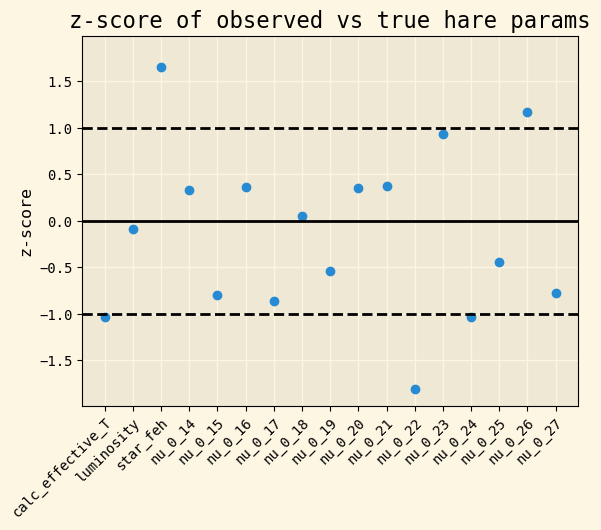 z-score of observed vs true hare params
z-score
1.5
1.0
0.5
0.0
−0.5
−1.0
−1.5
calc_effective_T
luminosity
star_feh
nu_0_14
nu_0_15
nu_0_16
nu_0_17
nu_0_18
nu_0_19
nu_0_20
nu_0_21
nu_0_22
nu_0_23
nu_0_24
nu_0_25
nu_0_26
nu_0_27